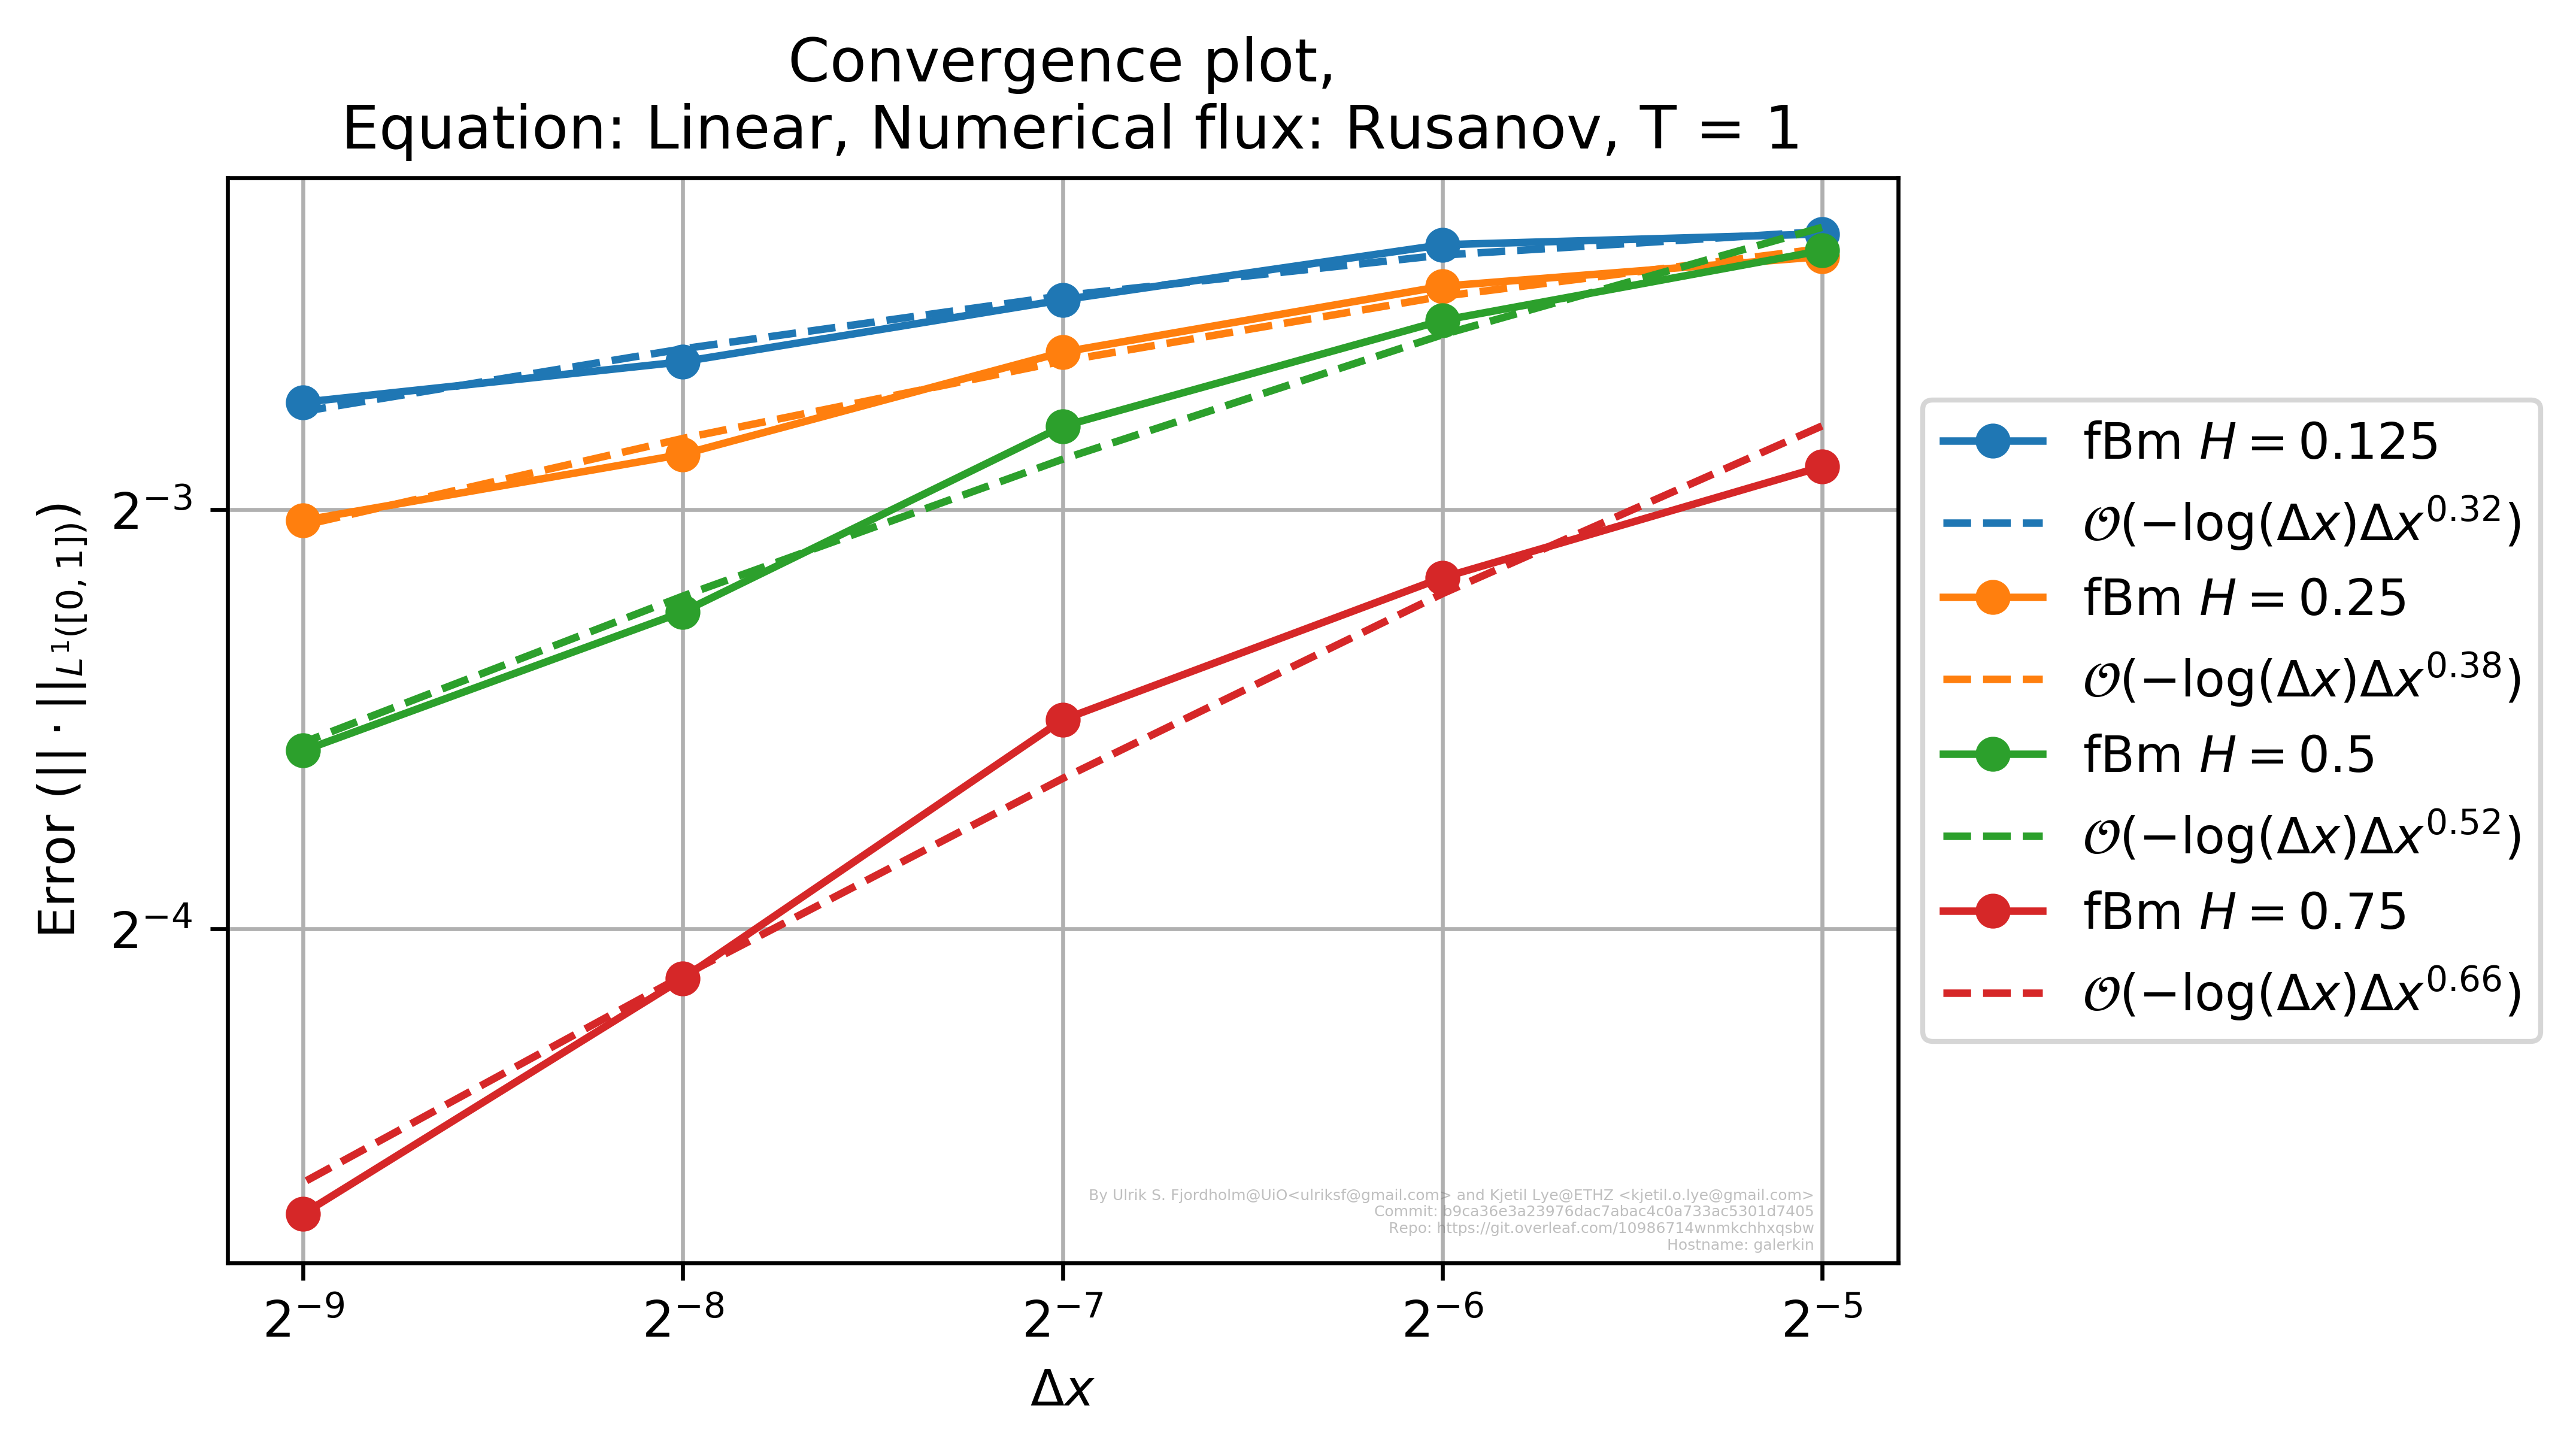 Convergence plot,
Equation: Linear, Numerical flux: Rusanov, T = 1
Error (|| · ||_{L^1([0, 1])})
2^{-3}
2^{-4}
2^{-9}
2^{-8}
2^{-7}
2^{-6}
2^{-5}
Δx
fBm H = 0.125
𝒪(−log(Δx)Δx^{0.32})
fBm H = 0.25
𝒪(−log(Δx)Δx^{0.38})
fBm H = 0.5
𝒪(−log(Δx)Δx^{0.52})
fBm H = 0.75
𝒪(−log(Δx)Δx^{0.66})
By Ulrik S. Fjordholm@UiO<ulriksf@gmail.com> and Kjetil Lye@ETHZ <kjetil.o.lye@gmail.com>
Commit: b9ca36e3a23976dac7abac4c0a733ac5301d7405
Repo: https://git.overleaf.com/10986714wnmkchhxqsbw
Hostname: galerkin